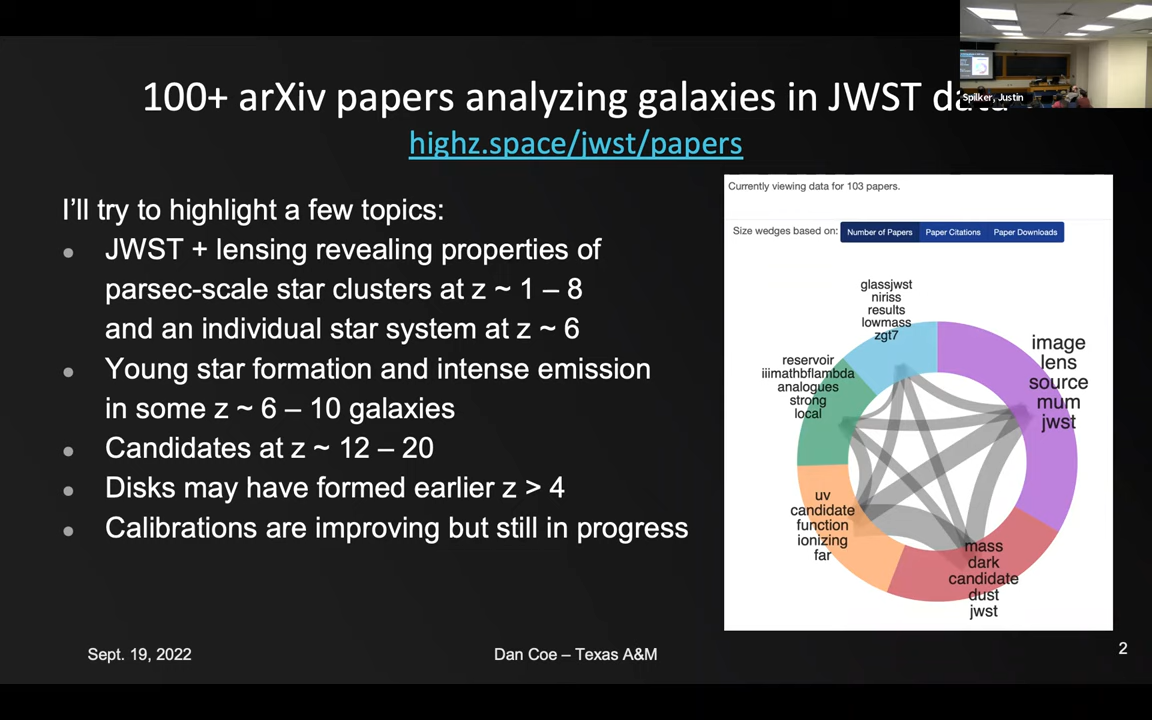 Spilker, Justin
100+ arXiv papers analyzing galaxies in JWST data
highz.space/jwst/papers
I'll try to highlight a few topics:
• JWST + lensing revealing properties of
parsec-scale star clusters at z ~ 1 – 8
and an individual star system at z ~ 6
• Young star formation and intense emission
in some z ~ 6 – 10 galaxies
• Candidates at z ~ 12 – 20
• Disks may have formed earlier z > 4
• Calibrations are improving but still in progress
Currently viewing data for 103 papers.
Size wedges based on: Number of Papers Paper Citations Paper Downloads
glassjwst
niriss
results
lowmass
zgt7
image
lens
source
mum
jwst
reservoir
iiimathbflambda
analogues
strong
local
uv
candidate
function
ionizing
far
mass
dark
candidate
dust
jwst
Sept. 19, 2022
Dan Coe – Texas A&M
2